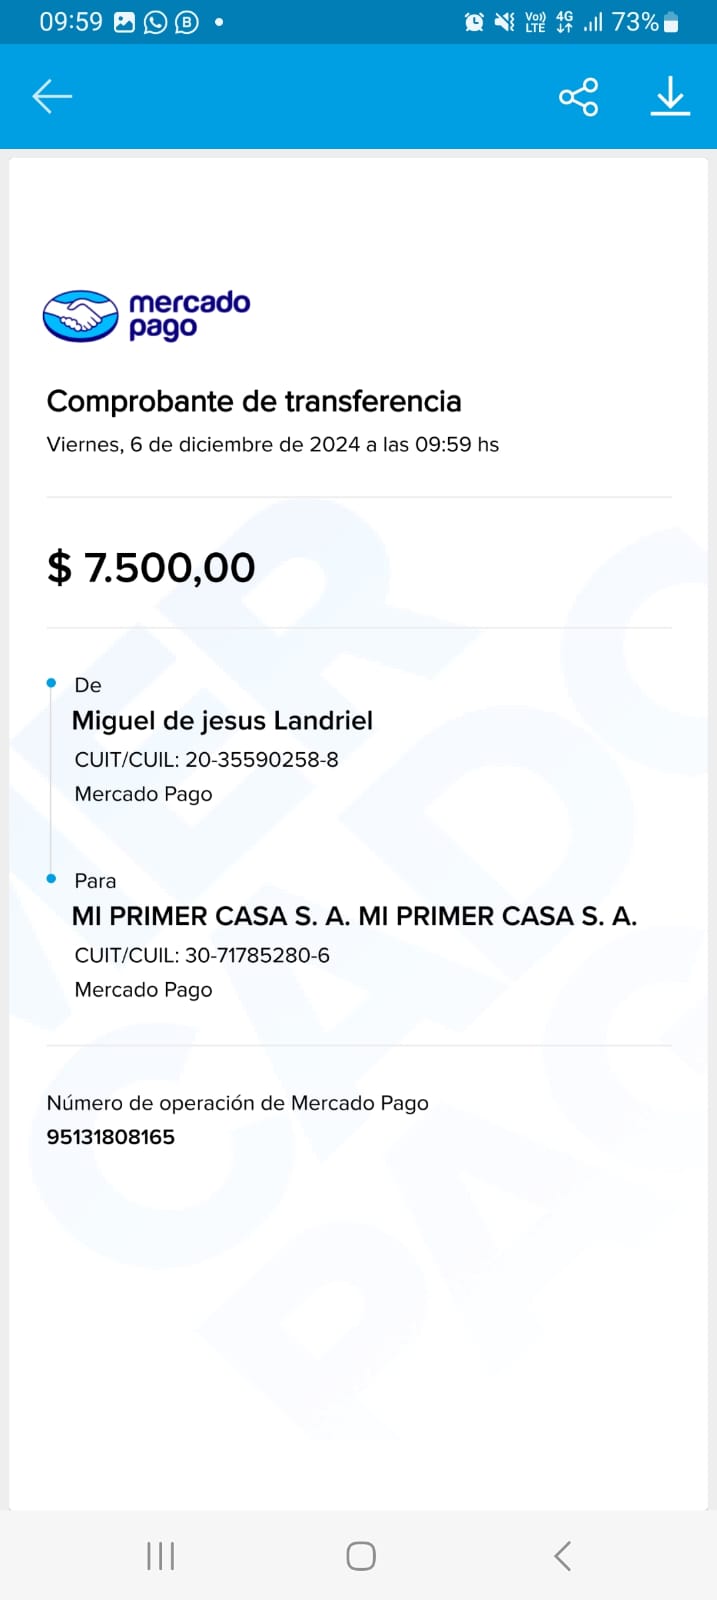 09:59
Vo)) LTE 4G 73%
mercado
pago
Comprobante de transferencia
Viernes, 6 de diciembre de 2024 a las 09:59 hs
$ 7.500,00
De
Miguel de jesus Landriel
CUIT/CUIL: 20-35590258-8
Mercado Pago
Para
MI PRIMER CASA S. A. MI PRIMER CASA S. A.
CUIT/CUIL: 30-71785280-6
Mercado Pago
Número de operación de Mercado Pago
95131808165